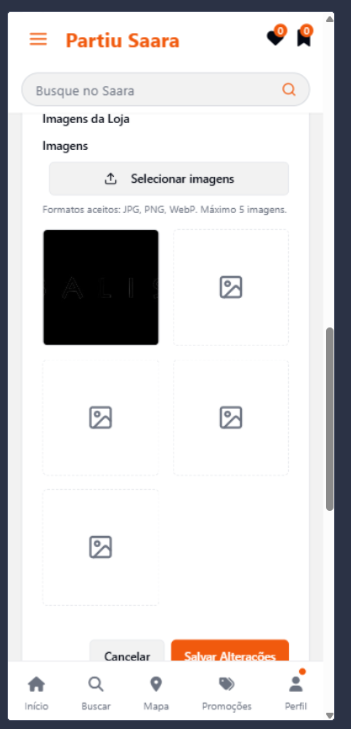 Partiu Saara
0
0
Busque no Saara
Imagens da Loja
Imagens
Selecionar imagens
Formatos aceitos: JPG, PNG, WebP. Máximo 5 imagens.
Cancelar
Salvar Alterações
Início
Buscar
Mapa
Promoções
Perfil